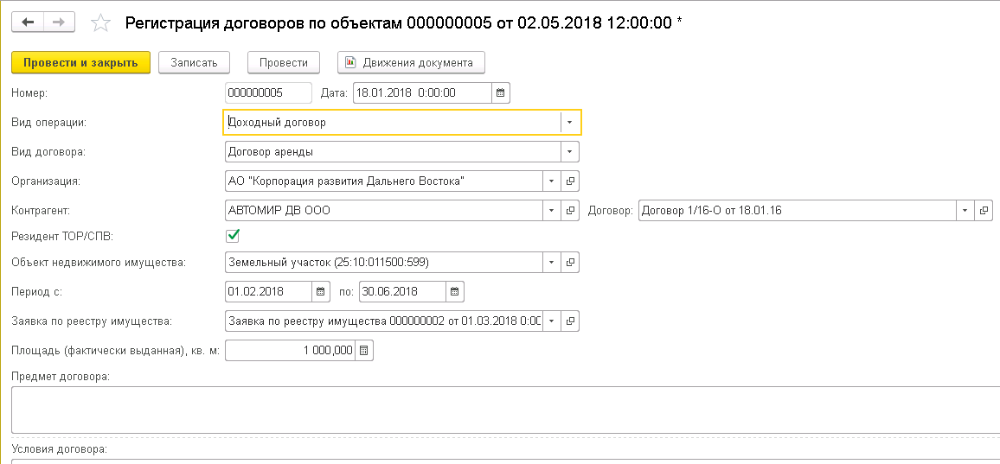 Регистрация договоров по объектам 000000005 от 02.05.2018 12:00:00 *
Провести и закрыть Записать Провести Движения документа
Номер: 000000005 Дата: 18.01.2018 0:00:00
Вид операции: Доходный договор
Вид договора: Договор аренды
Организация: АО "Корпорация развития Дальнего Востока"
Контрагент: АВТОМИР ДВ ООО Договор: Договор 1/16-О от 18.01.16
Резидент ТОР/СПВ:
Объект недвижимого имущества: Земельный участок (25:10:011500:599)
Период с: 01.02.2018 по: 30.06.2018
Заявка по реестру имущества: Заявка по реестру имущества 000000002 от 01.03.2018 0:00
Площадь (фактически выданная), кв. м: 1 000,000
Предмет договора:
Условия договора: